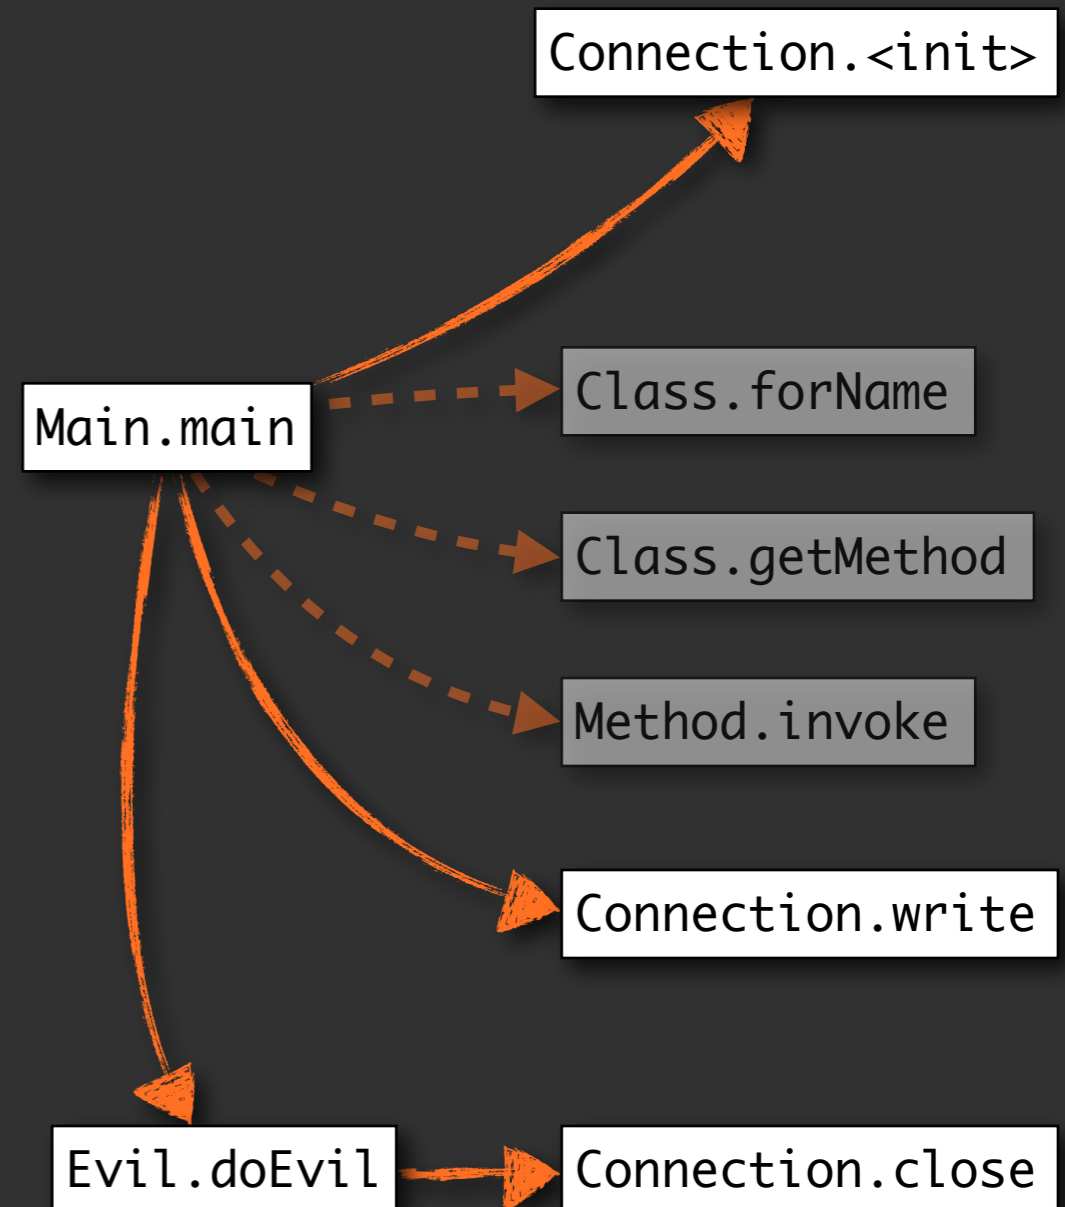 Connection.<init>
Class.forName
Main.main
Class.getMethod
Method.invoke
Connection.write
Evil.doEvil
Connection.close